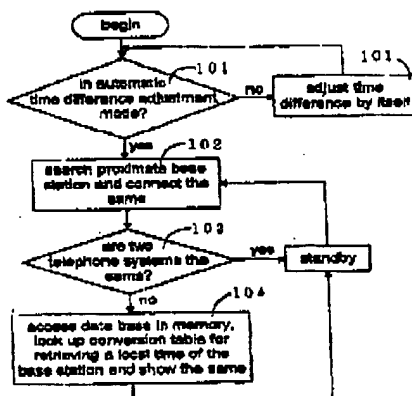 begin
101
in automatic
time difference adjustment
mode?
no
101
adjust time
difference by itself
yes
102
search proximate base
station and connect the
same
103
are two
telephone systems the
same?
yes
standby
no
104
access data base in memory,
look up conversion table for
retrieving a local time of the
base station and show the same